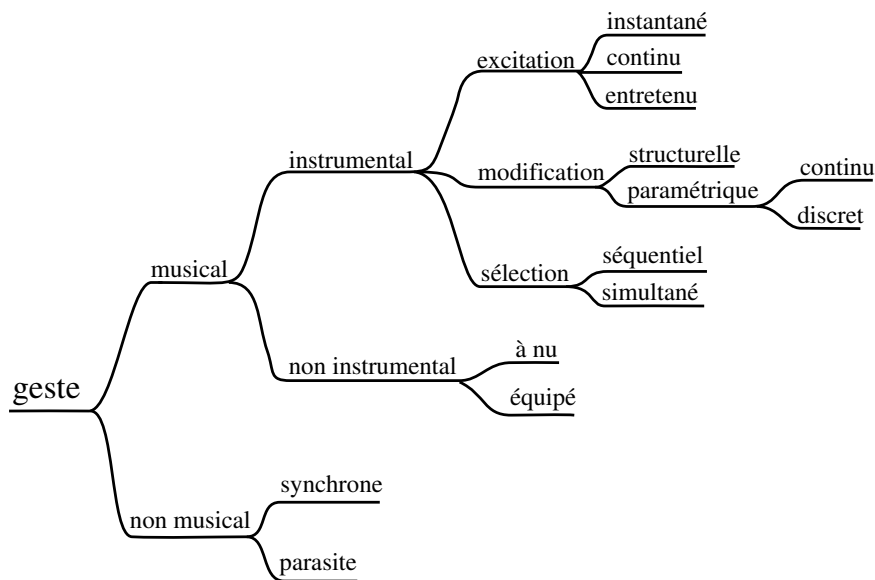 instantané
excitation
continu
entretenu
instrumental
structurelle
modification
continu
paramétrique
discret
musical
séquentiel
sélection
simultané
non instrumental
à nu
geste
équipé
synchrone
non musical
parasite